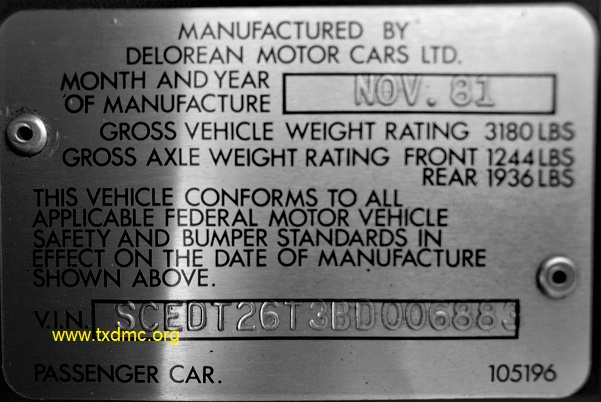 MANUFACTURED BY
DELOREAN MOTOR CARS LTD.
MONTH AND YEAR
OF MANUFACTURE NOV. 81
GROSS VEHICLE WEIGHT RATING 3180 LBS
GROSS AXLE WEIGHT RATING FRONT 1244 LBS
REAR 1936 LBS
THIS VEHICLE CONFORMS TO ALL
APPLICABLE FEDERAL MOTOR VEHICLE
SAFETY AND BUMPER STANDARDS IN
EFFECT ON THE DATE OF MANUFACTURE
SHOWN ABOVE.
V.I.N. SCEDT26T3BD006883
www.txdmc.org
PASSENGER CAR. 105196